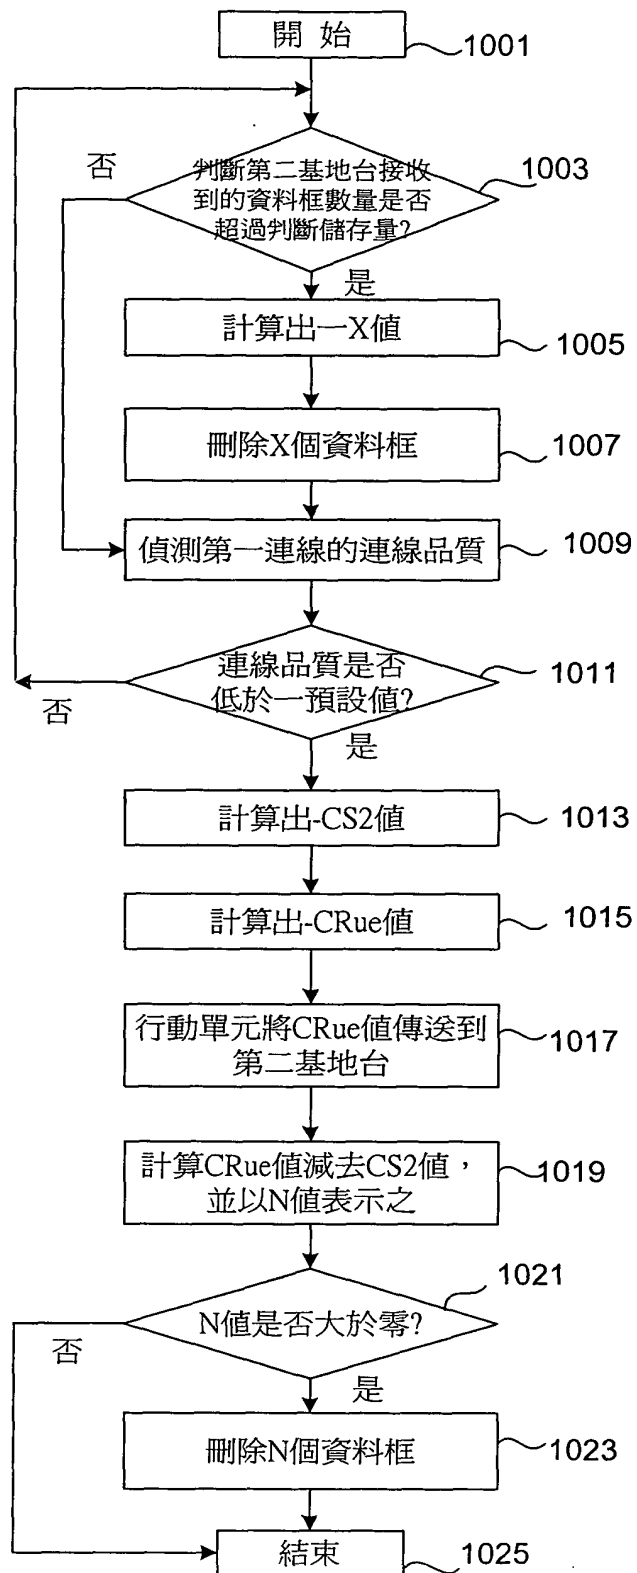 開 始
1001
否
判斷第二基地台接收
到的資料框數量是否
超過判斷儲存量?
1003
是
計算出一X值
1005
刪除X個資料框
1007
偵測第一連線的連線品質
1009
連線品質是否
低於一預設值?
1011
否
是
計算出-CS2值
1013
計算出-CRue值
1015
行動單元將CRue值傳送到
第二基地台
1017
計算CRue值減去CS2值，
並以N值表示之
1019
1021
N值是否大於零?
否
是
刪除N個資料框
1023
結束
1025